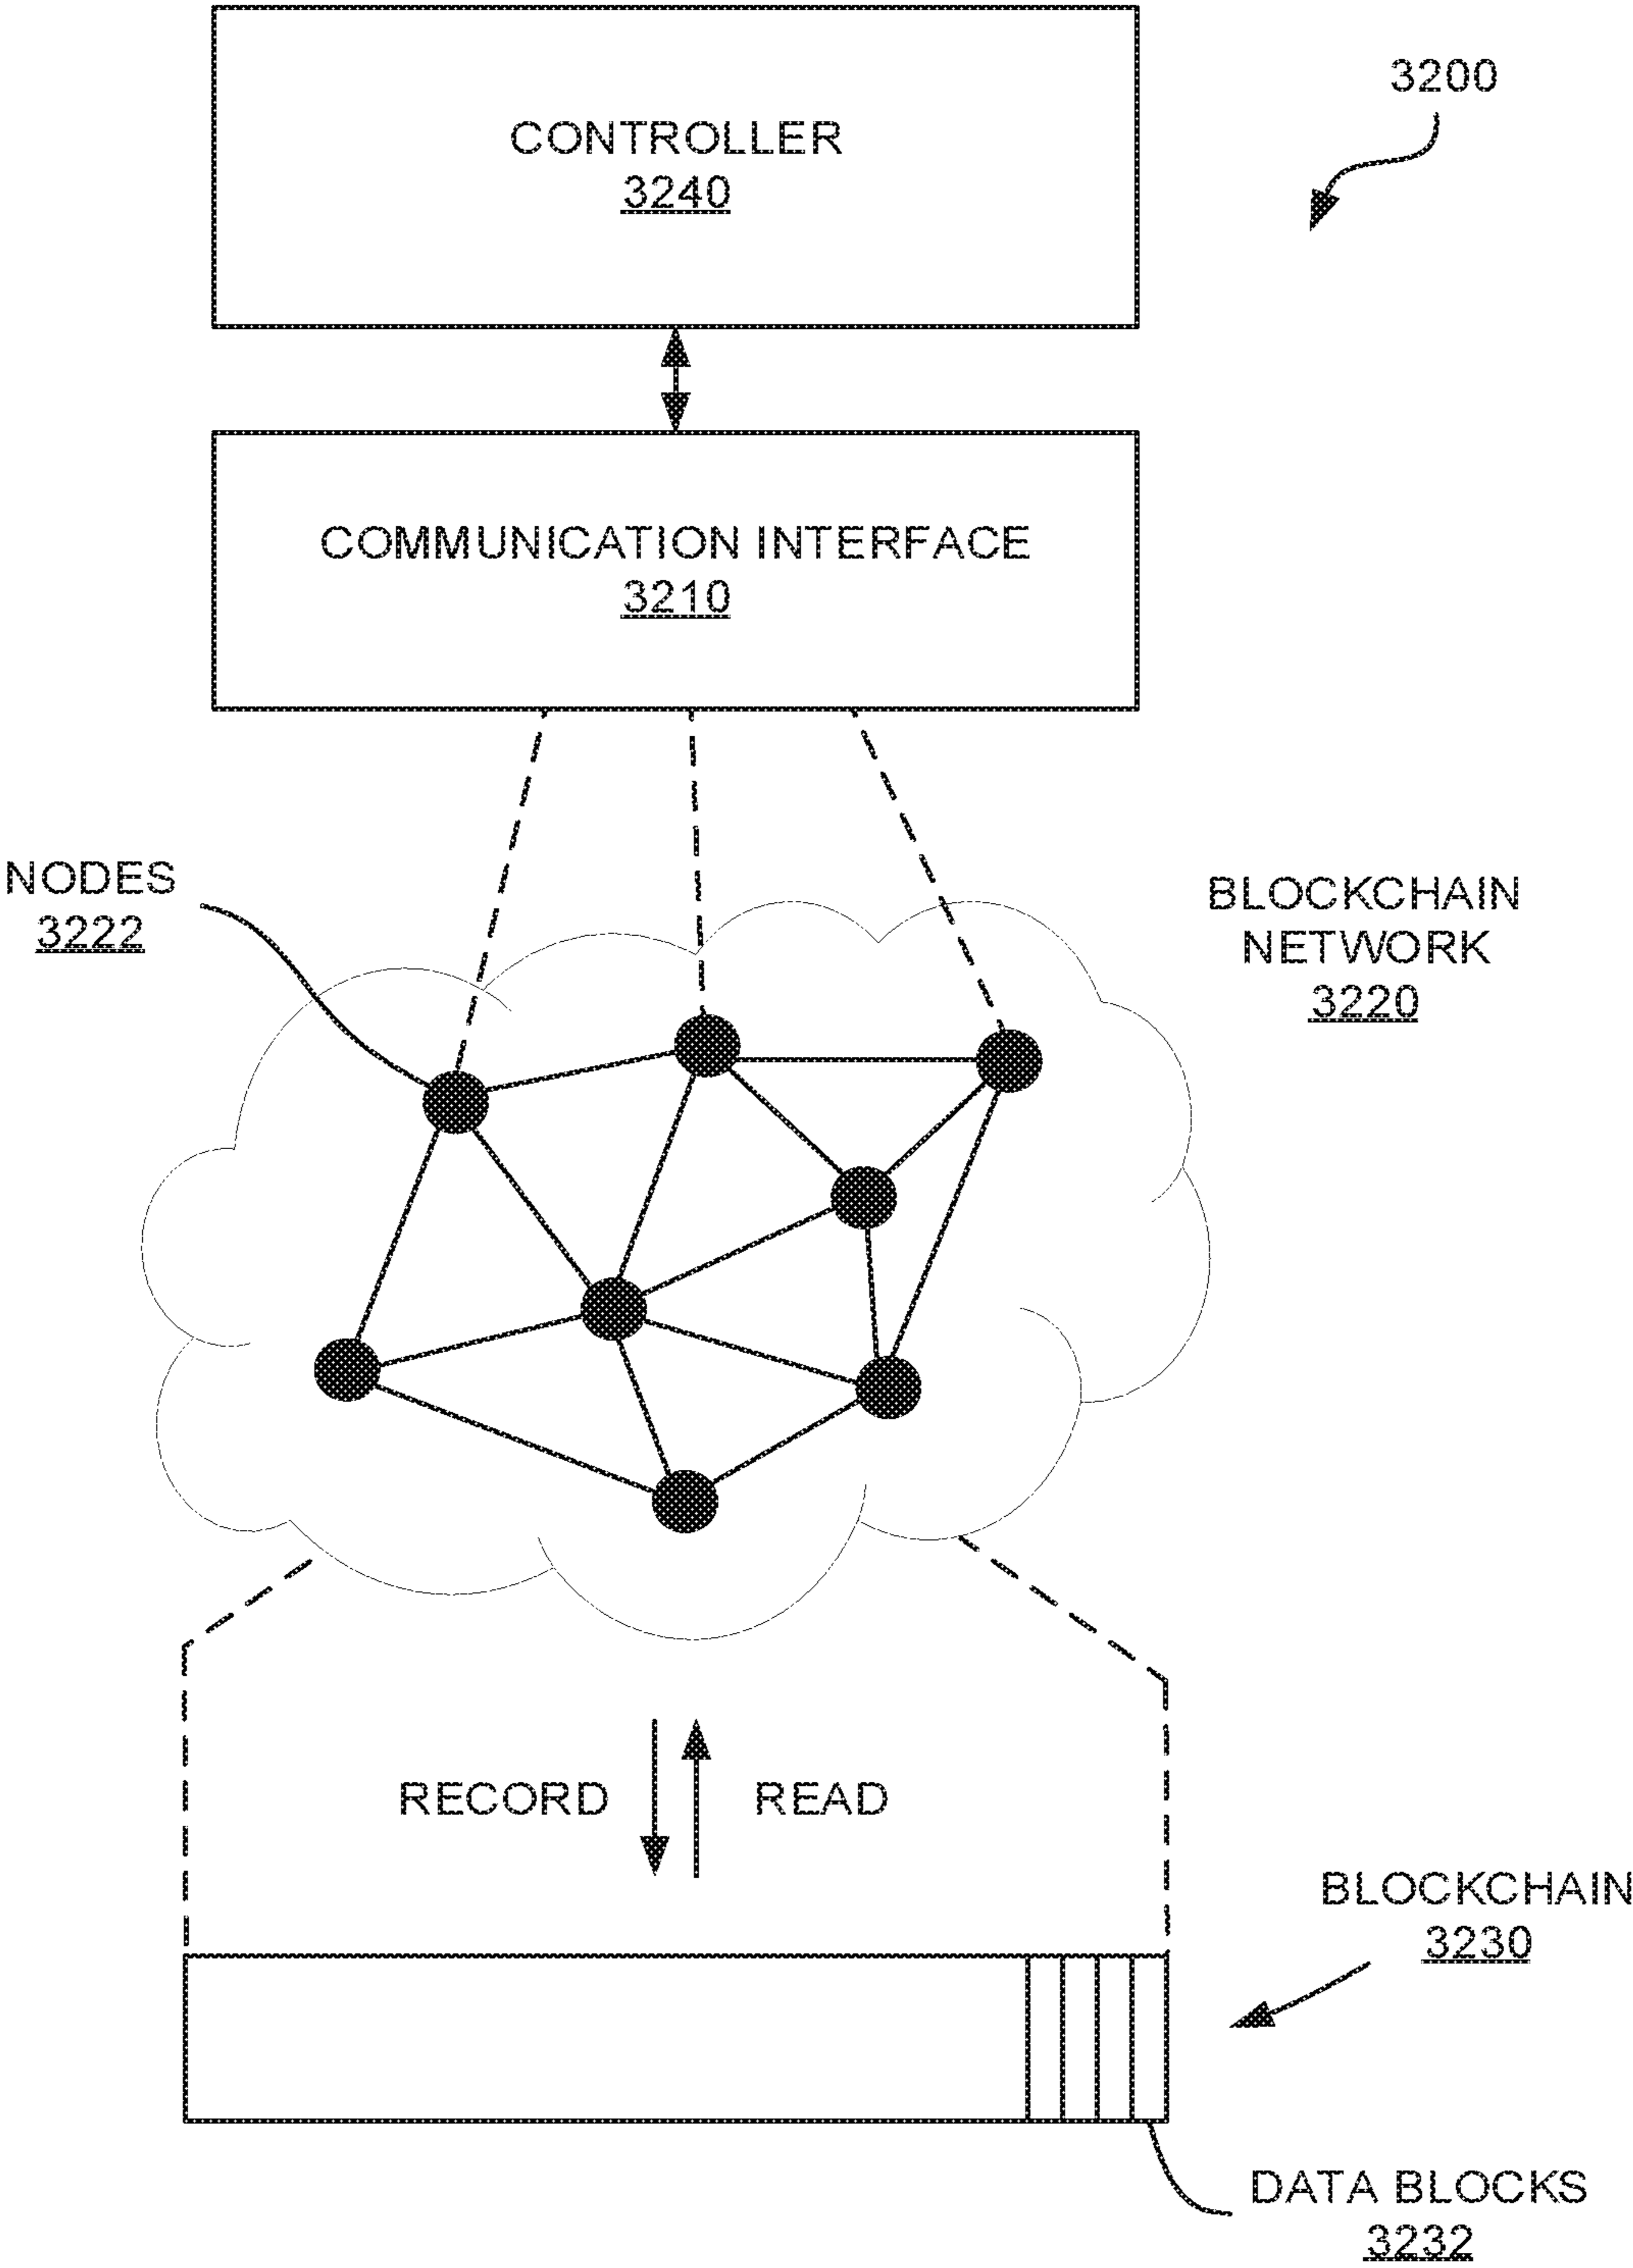 CONTROLLER
3240
3200
COMMUNICATION INTERFACE
3210
NODES
3222
BLOCKCHAIN
NETWORK
3220
RECORD
READ
BLOCKCHAIN
3230
DATA BLOCKS
3232